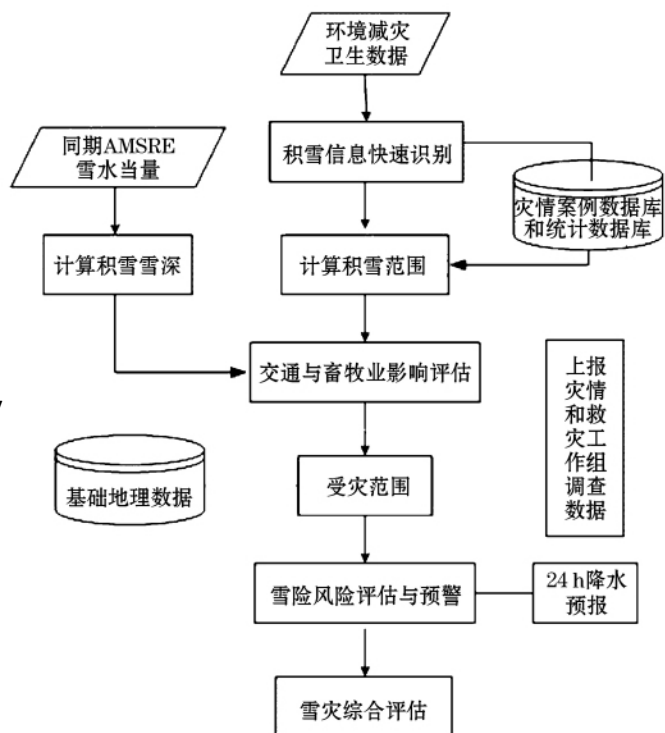 环境减灾
卫生数据
同期AMSRE
雪水当量
积雪信息快速识别
灾情案例数据库
和统计数据库
计算积雪雪深
计算积雪范围
交通与畜牧业影响评估
上报
灾情
和救
灾工
作组
调查
数据
基础地理数据
受灾范围
雪险风险评估与预警
24 h降水
预报
雪灾综合评估